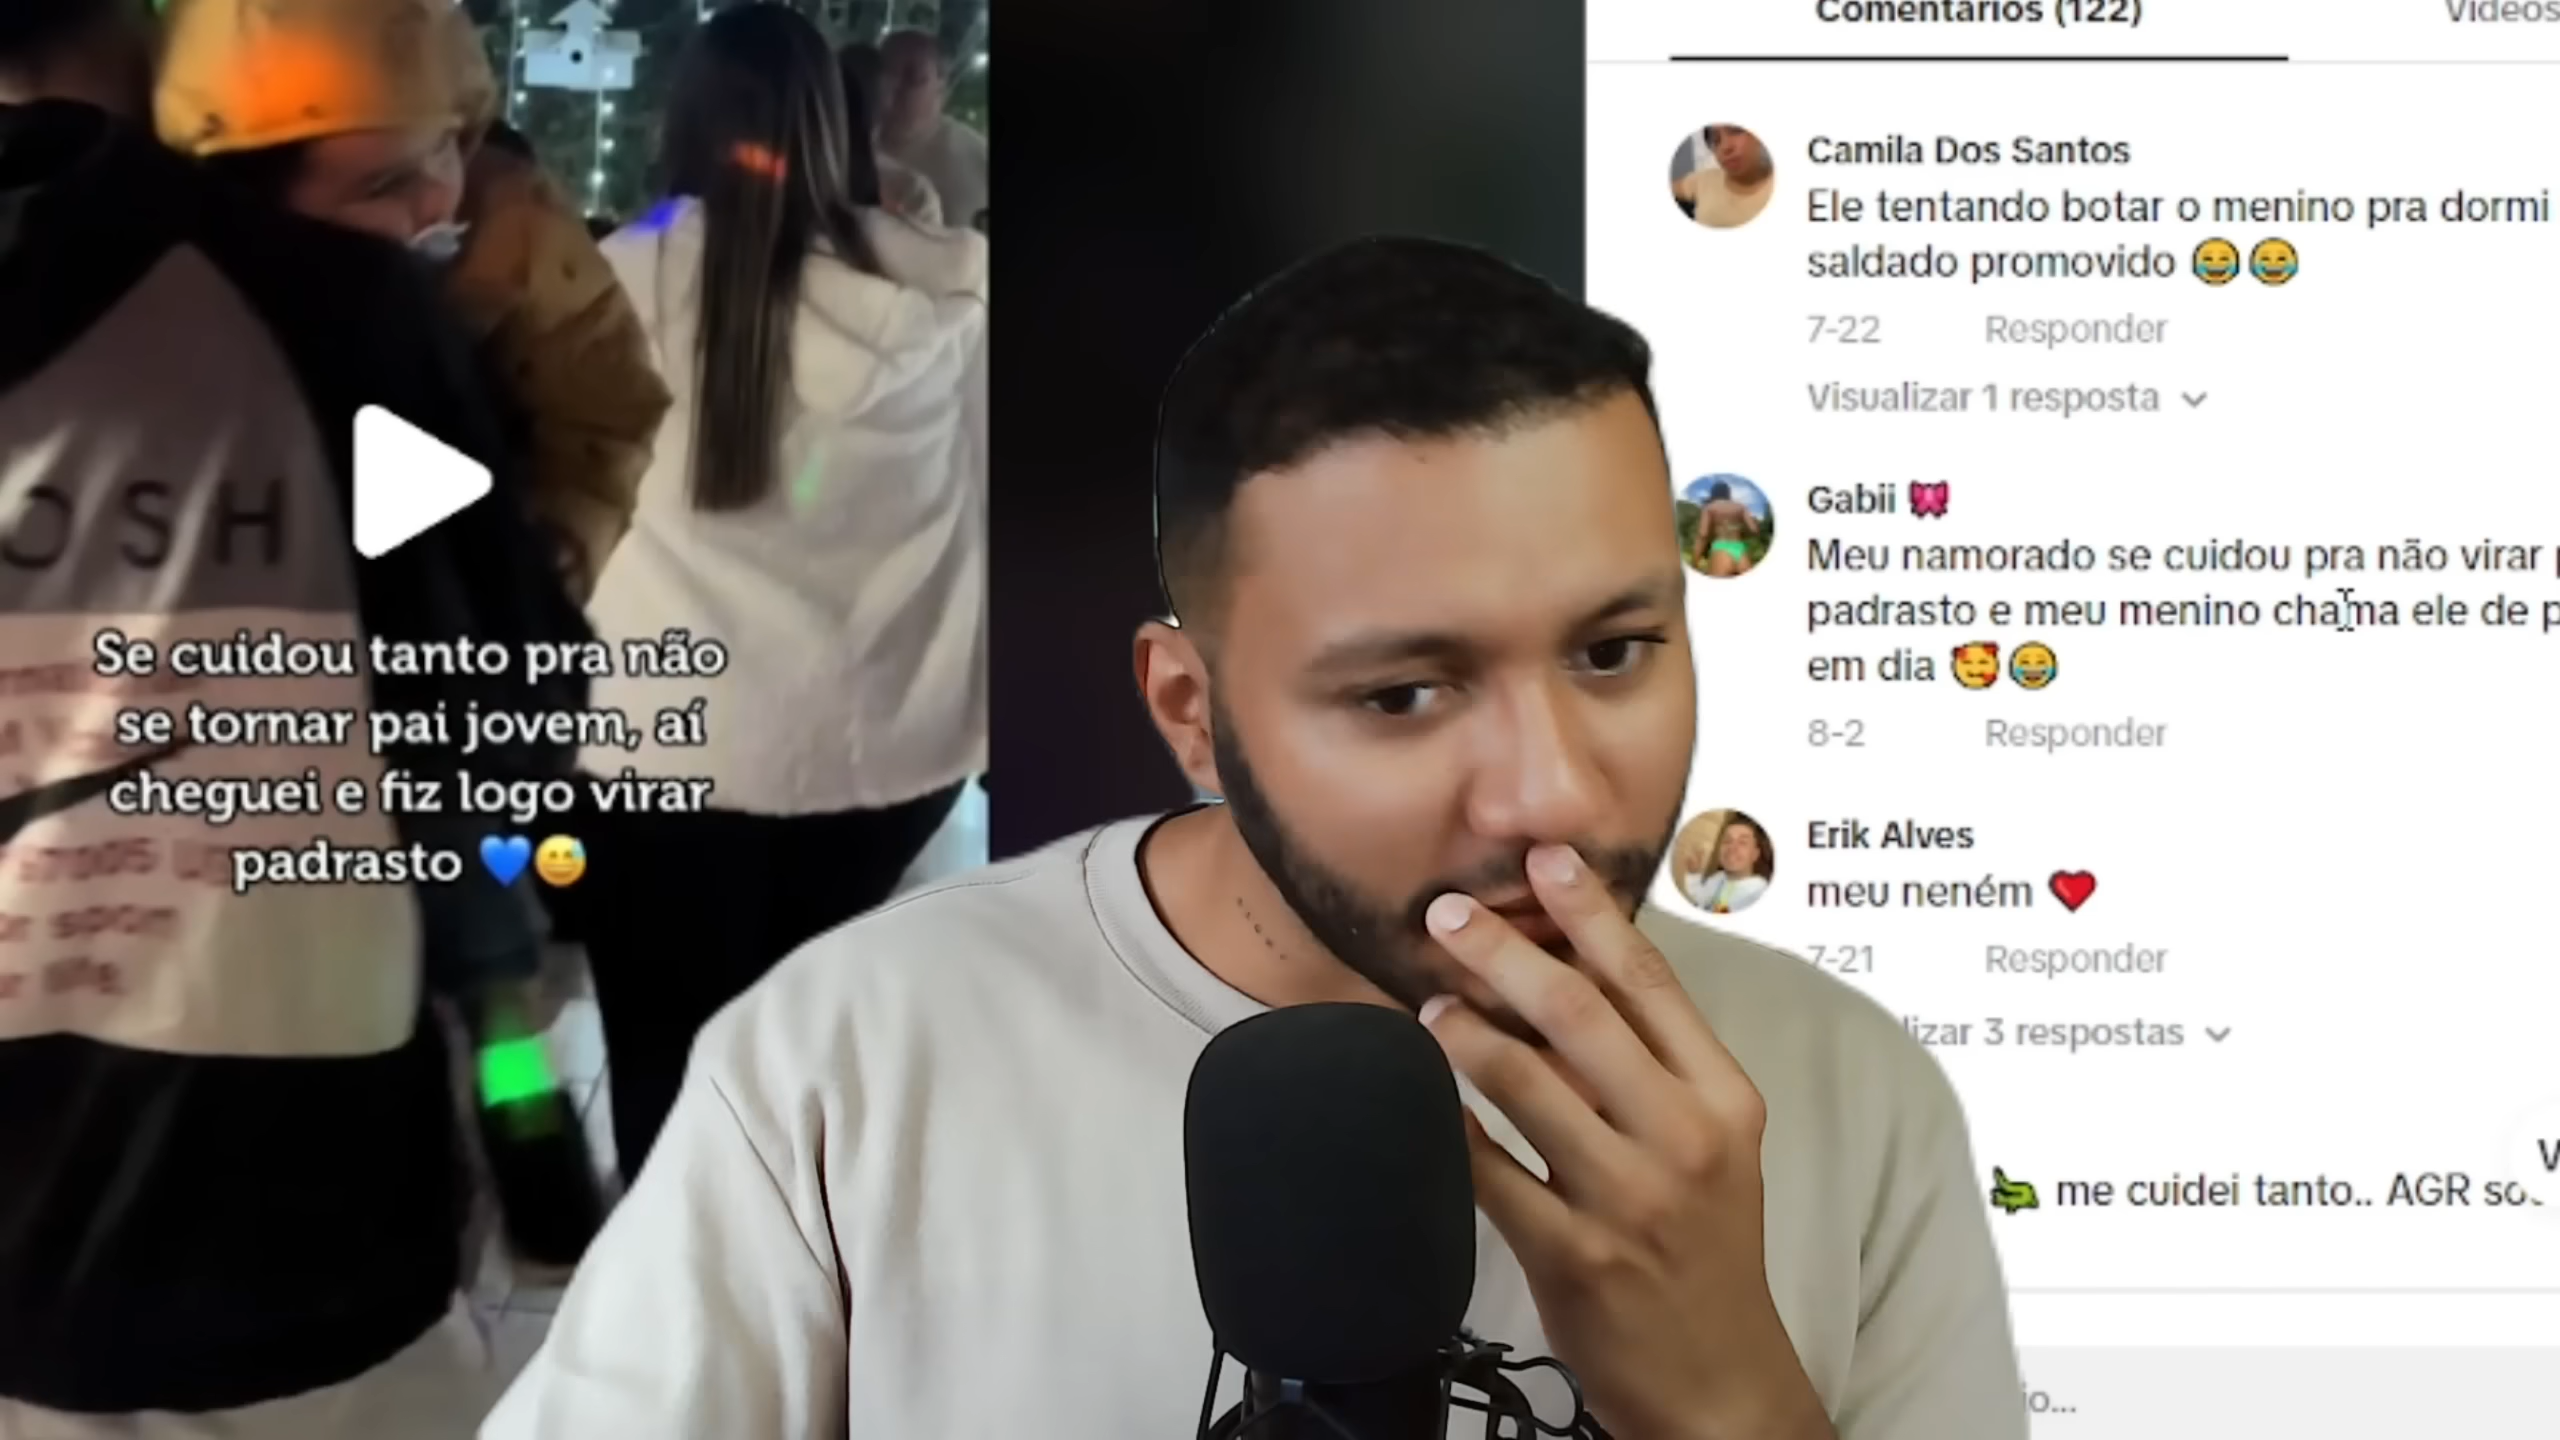 OSH
Se cuidou tanto pra não
se tornar pai jovem, aí
cheguei e fiz logo virar
padrasto 💙😅
Comentários (122)
Vídeos
Camila Dos Santos
Ele tentando botar o menino pra dormi
saldado promovido 😂😂
7-22 Responder
Visualizar 1 resposta
Gabii 🎀
Meu namorado se cuidou pra não virar
padrasto e meu menino chama ele de
em dia 🥰😂
8-2 Responder
Erik Alves
meu neném ❤️
7-21 Responder
lizar 3 respostas
🐊 me cuidei tanto.. AGR